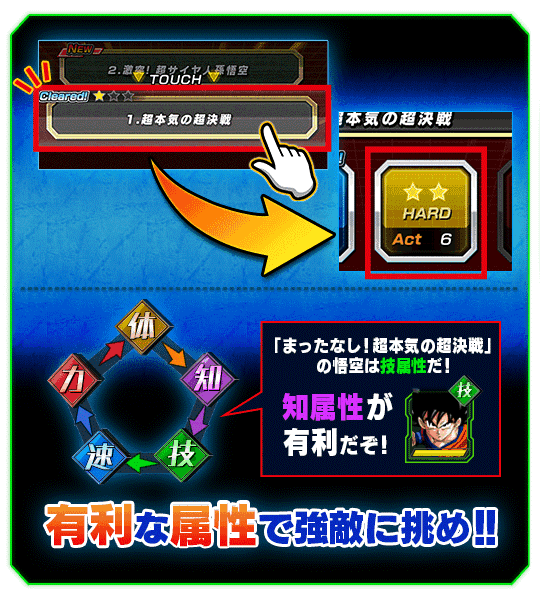 New
2.激突!超サイヤ人孫悟空
TOUCH
Cleared!
1.超本気の超決戦
超本気の超決戦
HARD
Act 6
体
力
知
速
技
「まったなし!超本気の超決戦」
の悟空は技属性だ!
技
知属性が
有利だぞ!
有利な属性で強敵に挑め!!